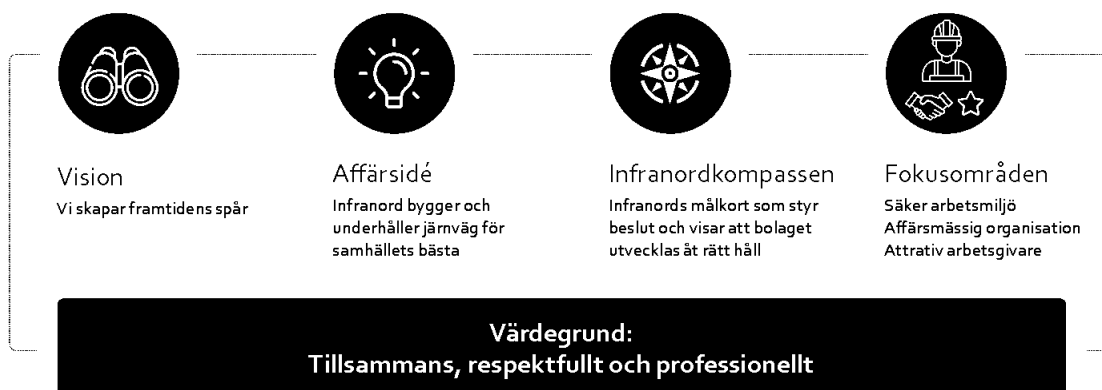 Vision
Vi skapar framtidens spår
Affärsidé
Infranord bygger och
underhåller järnväg för
samhällets bästa
Infranordkompassen
Infranords målkort som styr
beslut och visar att bolaget
utvecklas åt rätt håll
Fokusområden
Säker arbetsmiljö
Affärsmässig organisation
Attrativ arbetsgivare
Värdegrund:
Tillsammans, respektfullt och professionellt